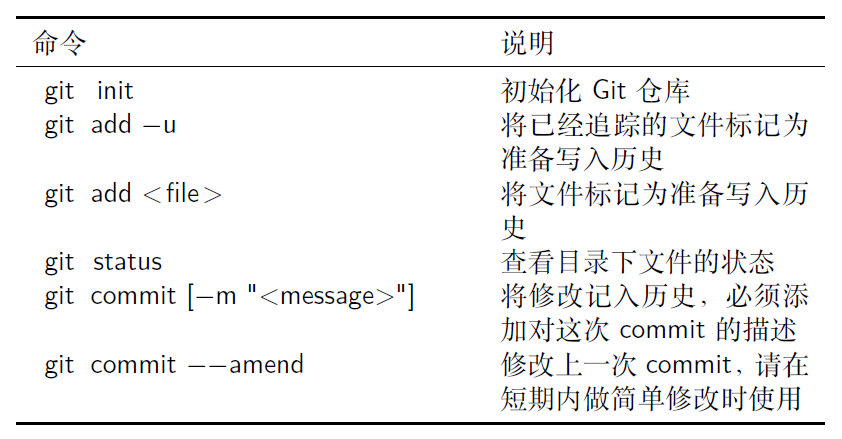 命令 说明
git init 初始化 Git 仓库
git add −u 将已经追踪的文件标记为
准备写入历史
git add <file> 将文件标记为准备写入历
史
git status 查看目录下文件的状态
git commit [−m "<message>"] 将修改记入历史，必须添
加对这次 commit 的描述
git commit −−amend 修改上一次 commit，请在
短期内做简单修改时使用